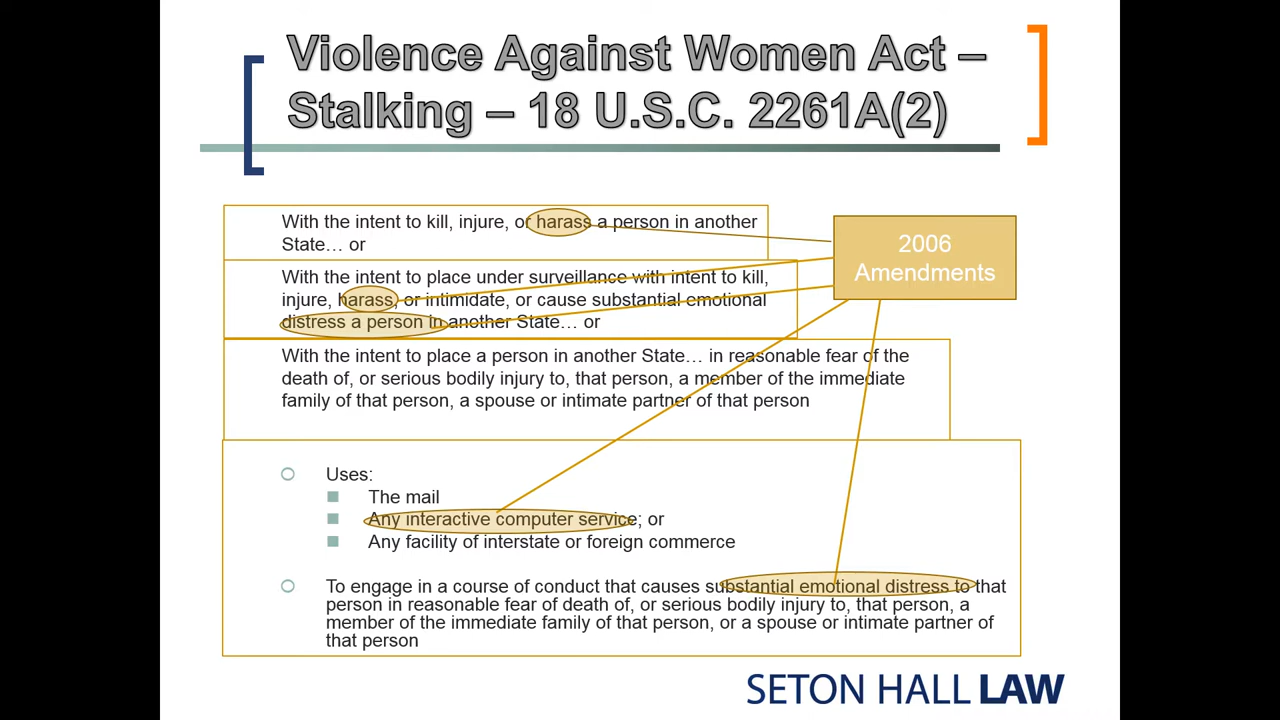 Violence Against Women Act –
Stalking – 18 U.S.C. 2261A(2)
With the intent to kill, injure, or harass a person in another
State… or
2006
Amendments
With the intent to place under surveillance with intent to kill,
injure, harass, or intimidate, or cause substantial emotional
distress a person in another State… or
With the intent to place a person in another State… in reasonable fear of the
death of, or serious bodily injury to, that person, a member of the immediate
family of that person, a spouse or intimate partner of that person
Uses:
The mail
Any interactive computer service; or
Any facility of interstate or foreign commerce
To engage in a course of conduct that causes substantial emotional distress to that
person in reasonable fear of death of, or serious bodily injury to, that person, a
member of the immediate family of that person, or a spouse or intimate partner of
that person
SETON HALL LAW